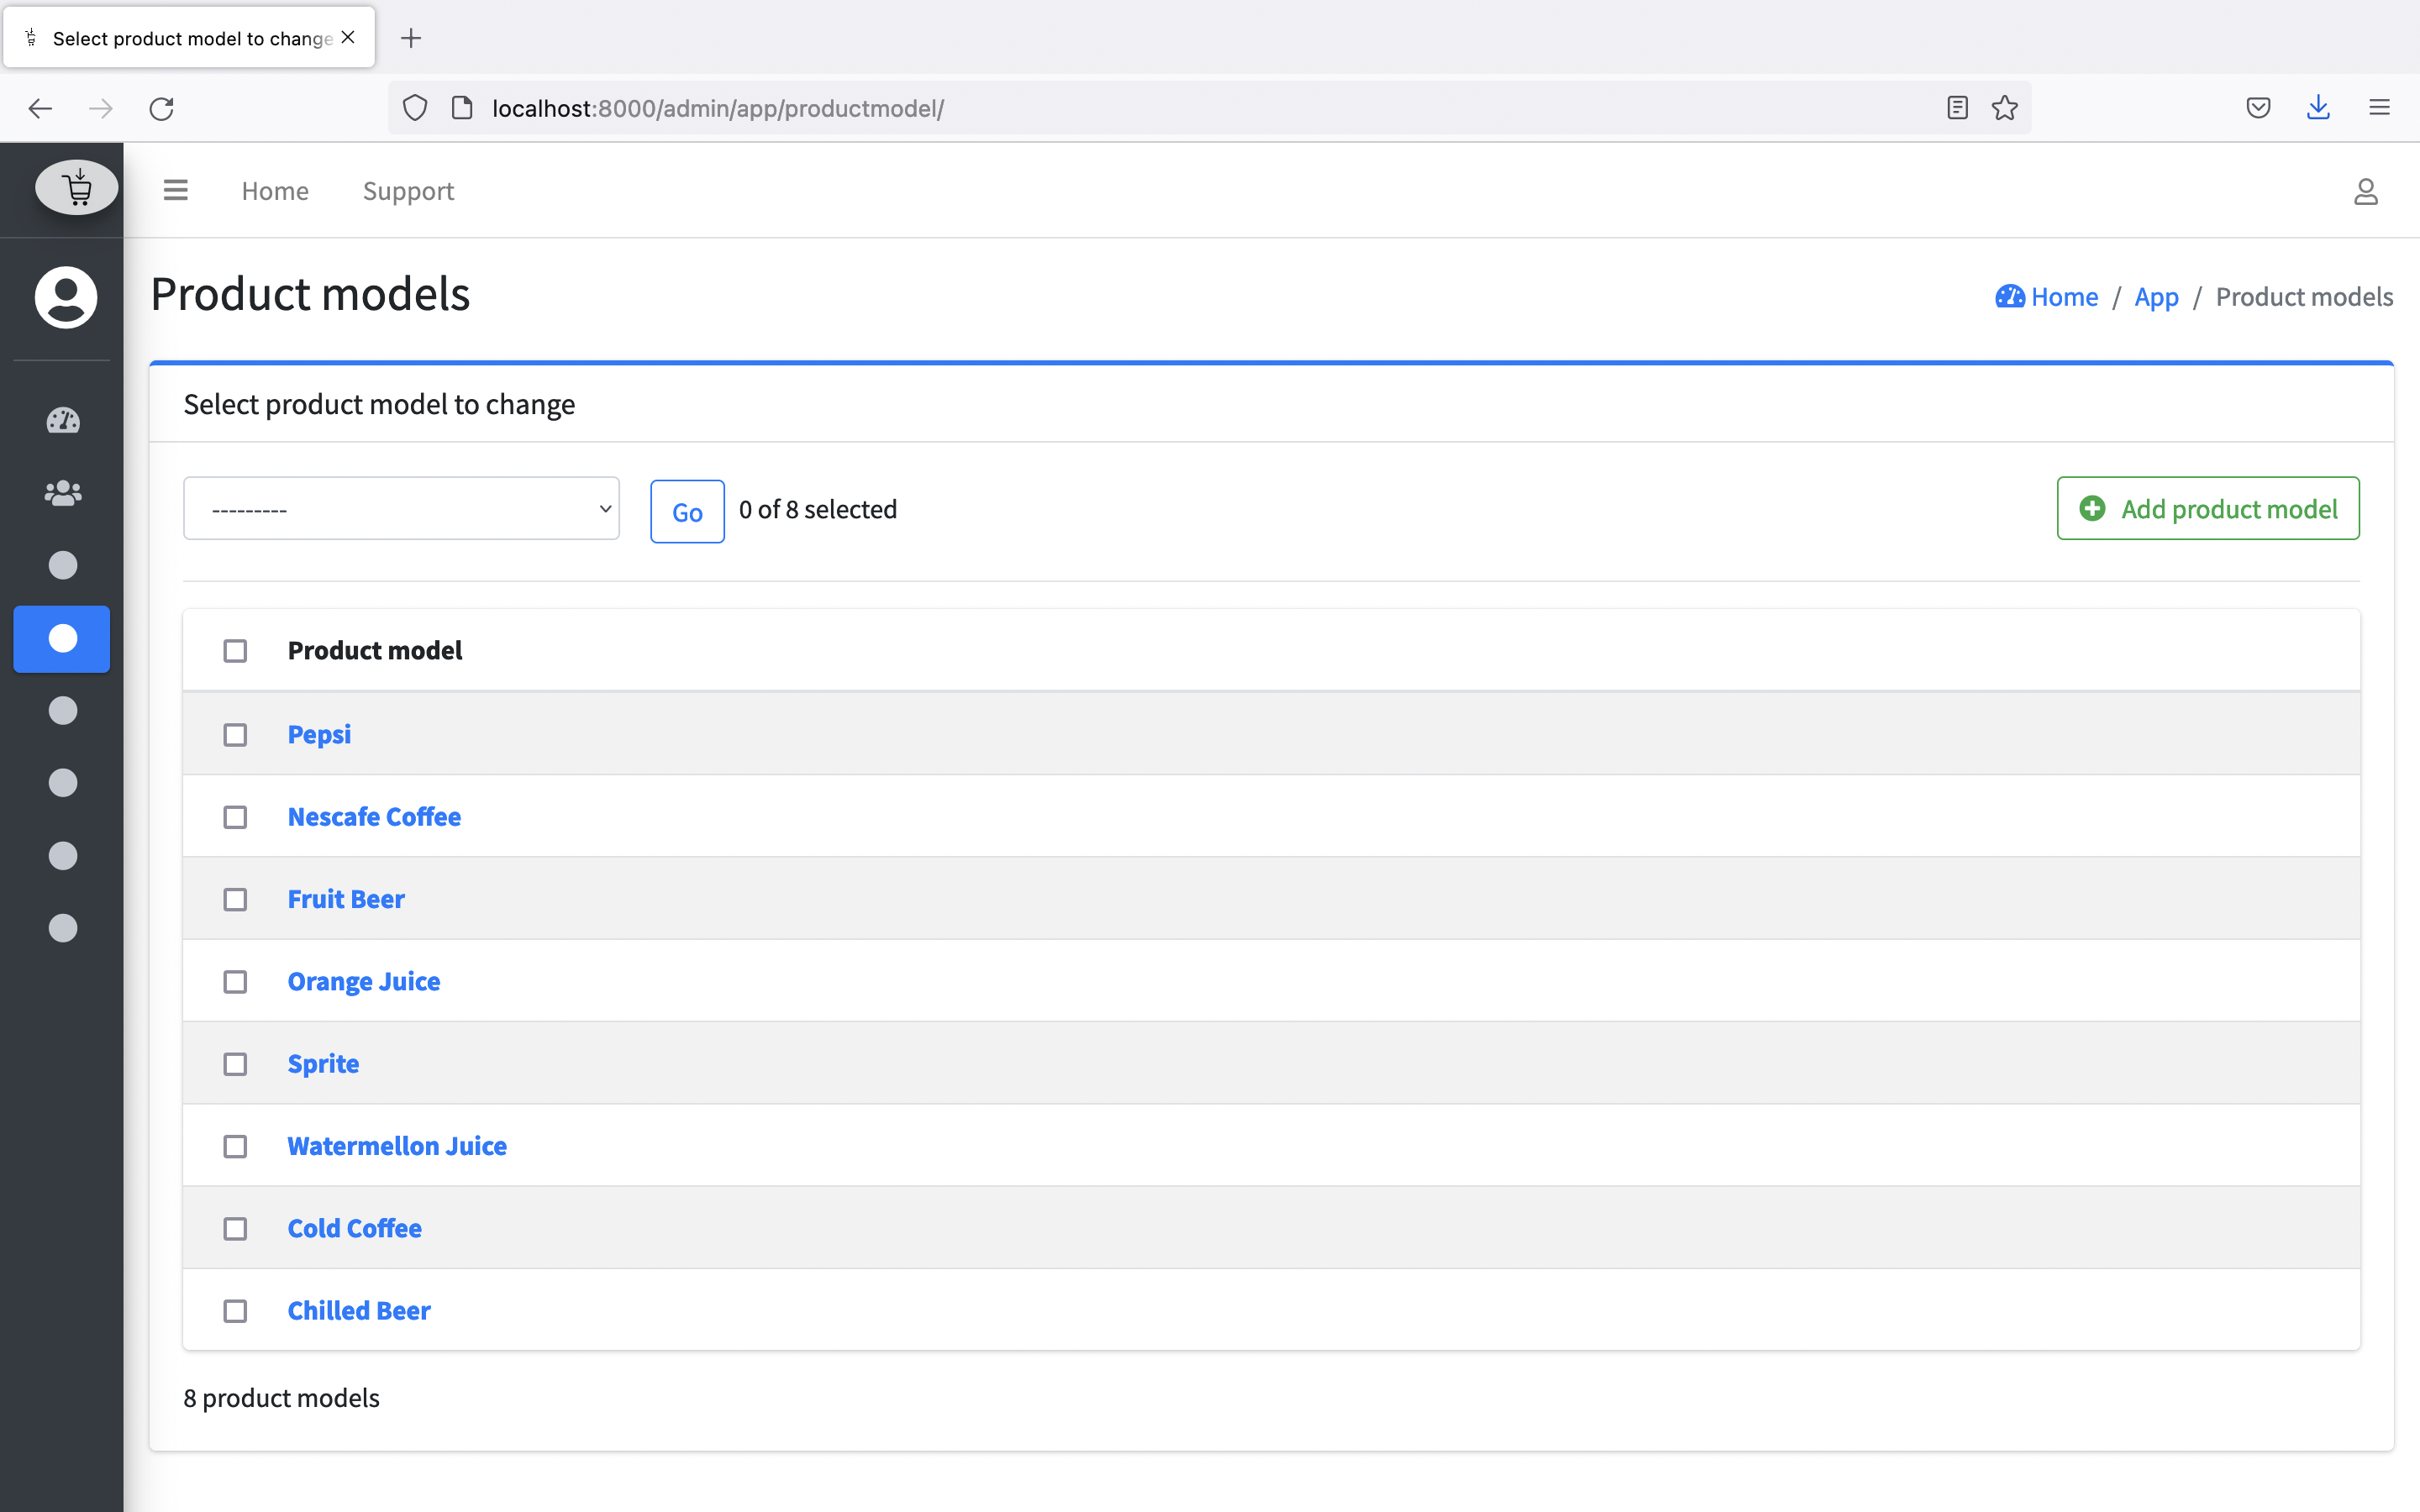 Select product model to change
localhost:8000/admin/app/productmodel/
Home Support
Product models
Home / App / Product models
Select product model to change
---------
Go
0 of 8 selected
Add product model
Product model
Pepsi
Nescafe Coffee
Fruit Beer
Orange Juice
Sprite
Watermellon Juice
Cold Coffee
Chilled Beer
8 product models